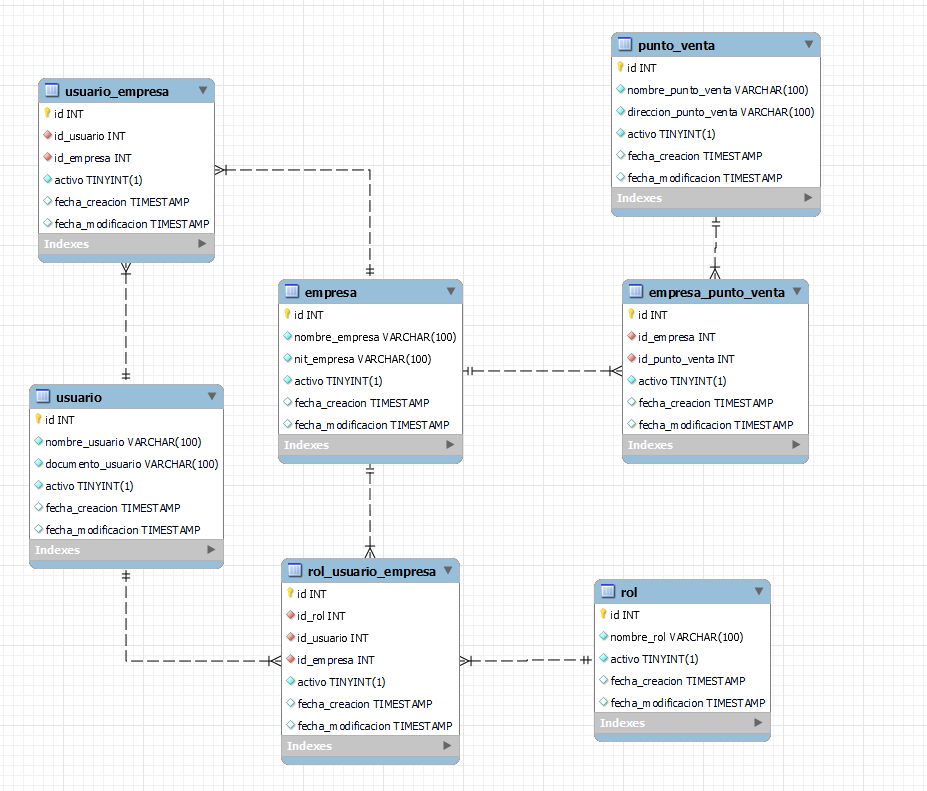 usuario_empresa
id INT
id_usuario INT
id_empresa INT
activo TINYINT(1)
fecha_creacion TIMESTAMP
fecha_modificacion TIMESTAMP
Indexes
punto_venta
id INT
nombre_punto_venta VARCHAR(100)
direccion_punto_venta VARCHAR(100)
activo TINYINT(1)
fecha_creacion TIMESTAMP
fecha_modificacion TIMESTAMP
Indexes
empresa
id INT
nombre_empresa VARCHAR(100)
nit_empresa VARCHAR(100)
activo TINYINT(1)
fecha_creacion TIMESTAMP
fecha_modificacion TIMESTAMP
Indexes
empresa_punto_venta
id INT
id_empresa INT
id_punto_venta INT
activo TINYINT(1)
fecha_creacion TIMESTAMP
fecha_modificacion TIMESTAMP
Indexes
usuario
id INT
nombre_usuario VARCHAR(100)
documento_usuario VARCHAR(100)
activo TINYINT(1)
fecha_creacion TIMESTAMP
fecha_modificacion TIMESTAMP
Indexes
rol_usuario_empresa
id INT
id_rol INT
id_usuario INT
id_empresa INT
activo TINYINT(1)
fecha_creacion TIMESTAMP
fecha_modificacion TIMESTAMP
Indexes
rol
id INT
nombre_rol VARCHAR(100)
activo TINYINT(1)
fecha_creacion TIMESTAMP
fecha_modificacion TIMESTAMP
Indexes